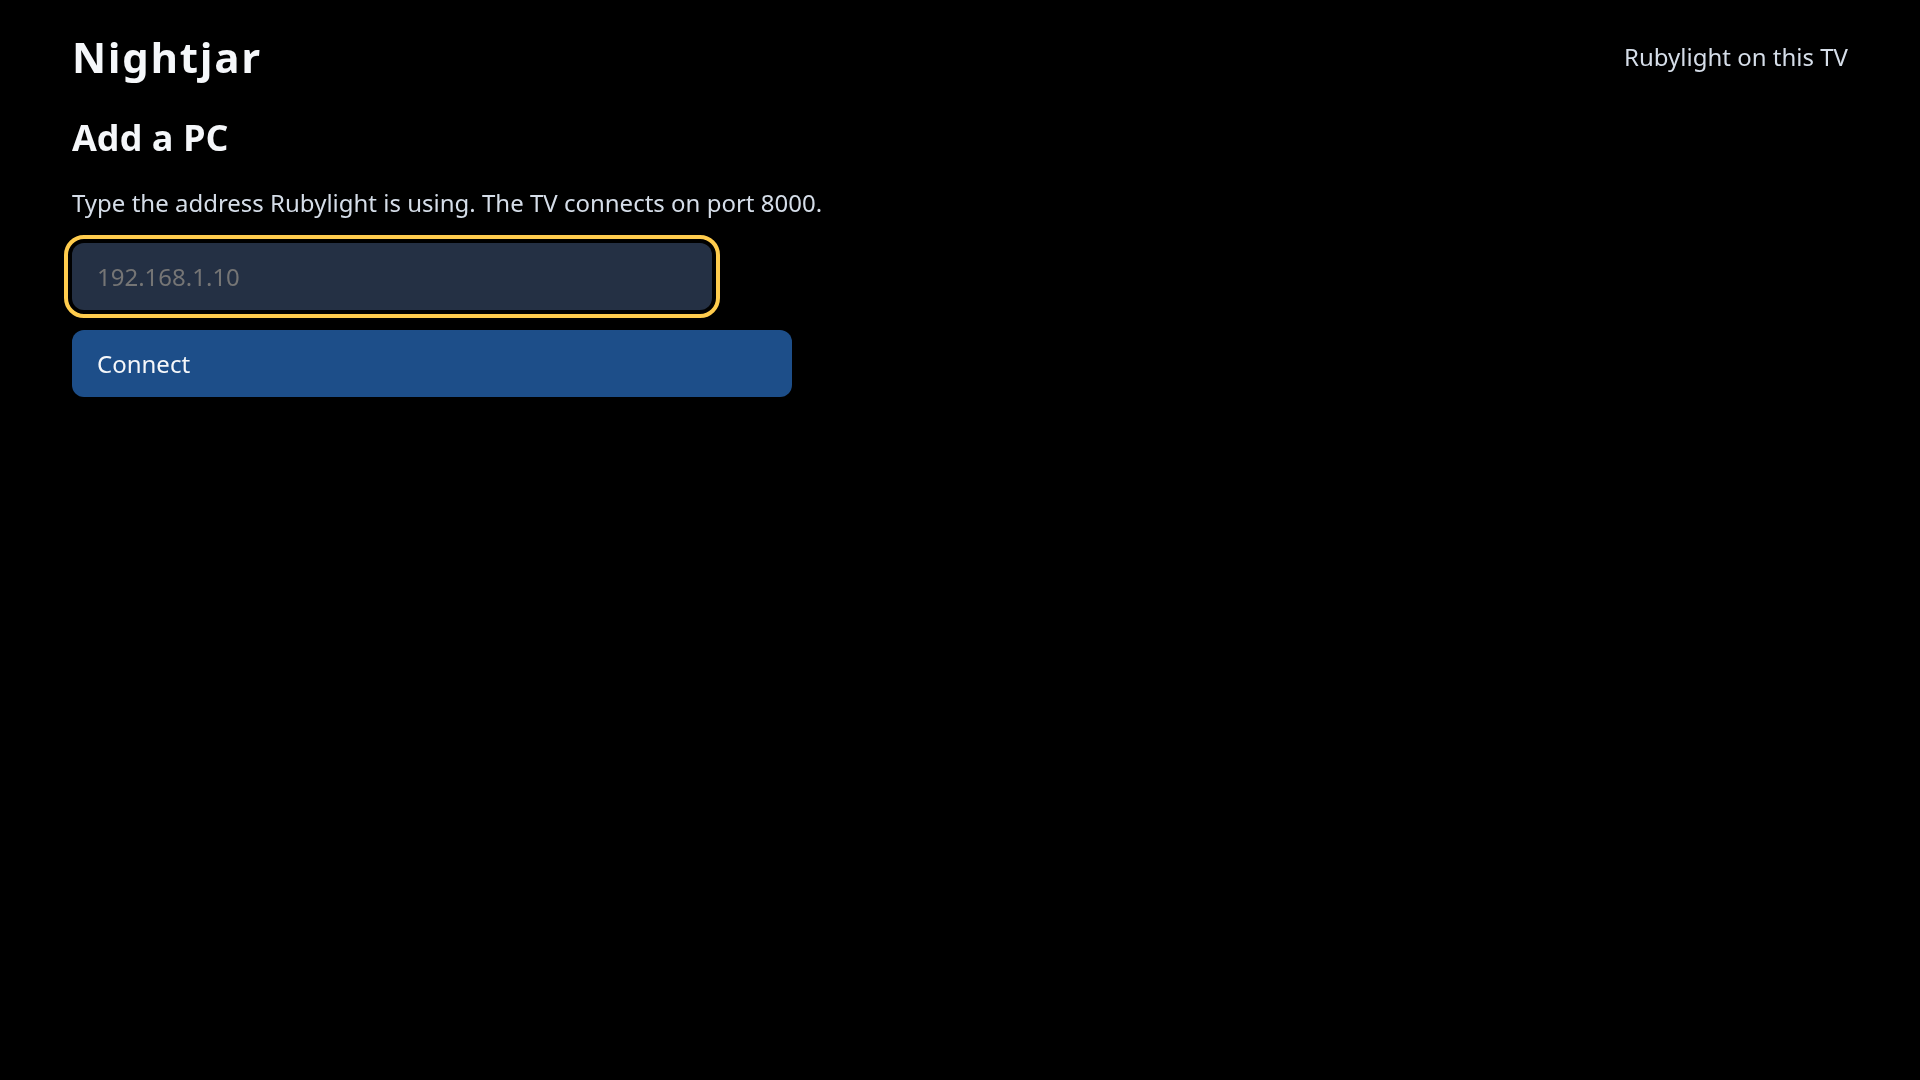 Nightjar
Rubylight on this TV
Add a PC
Type the address Rubylight is using. The TV connects on port 8000.
192.168.1.10
Connect